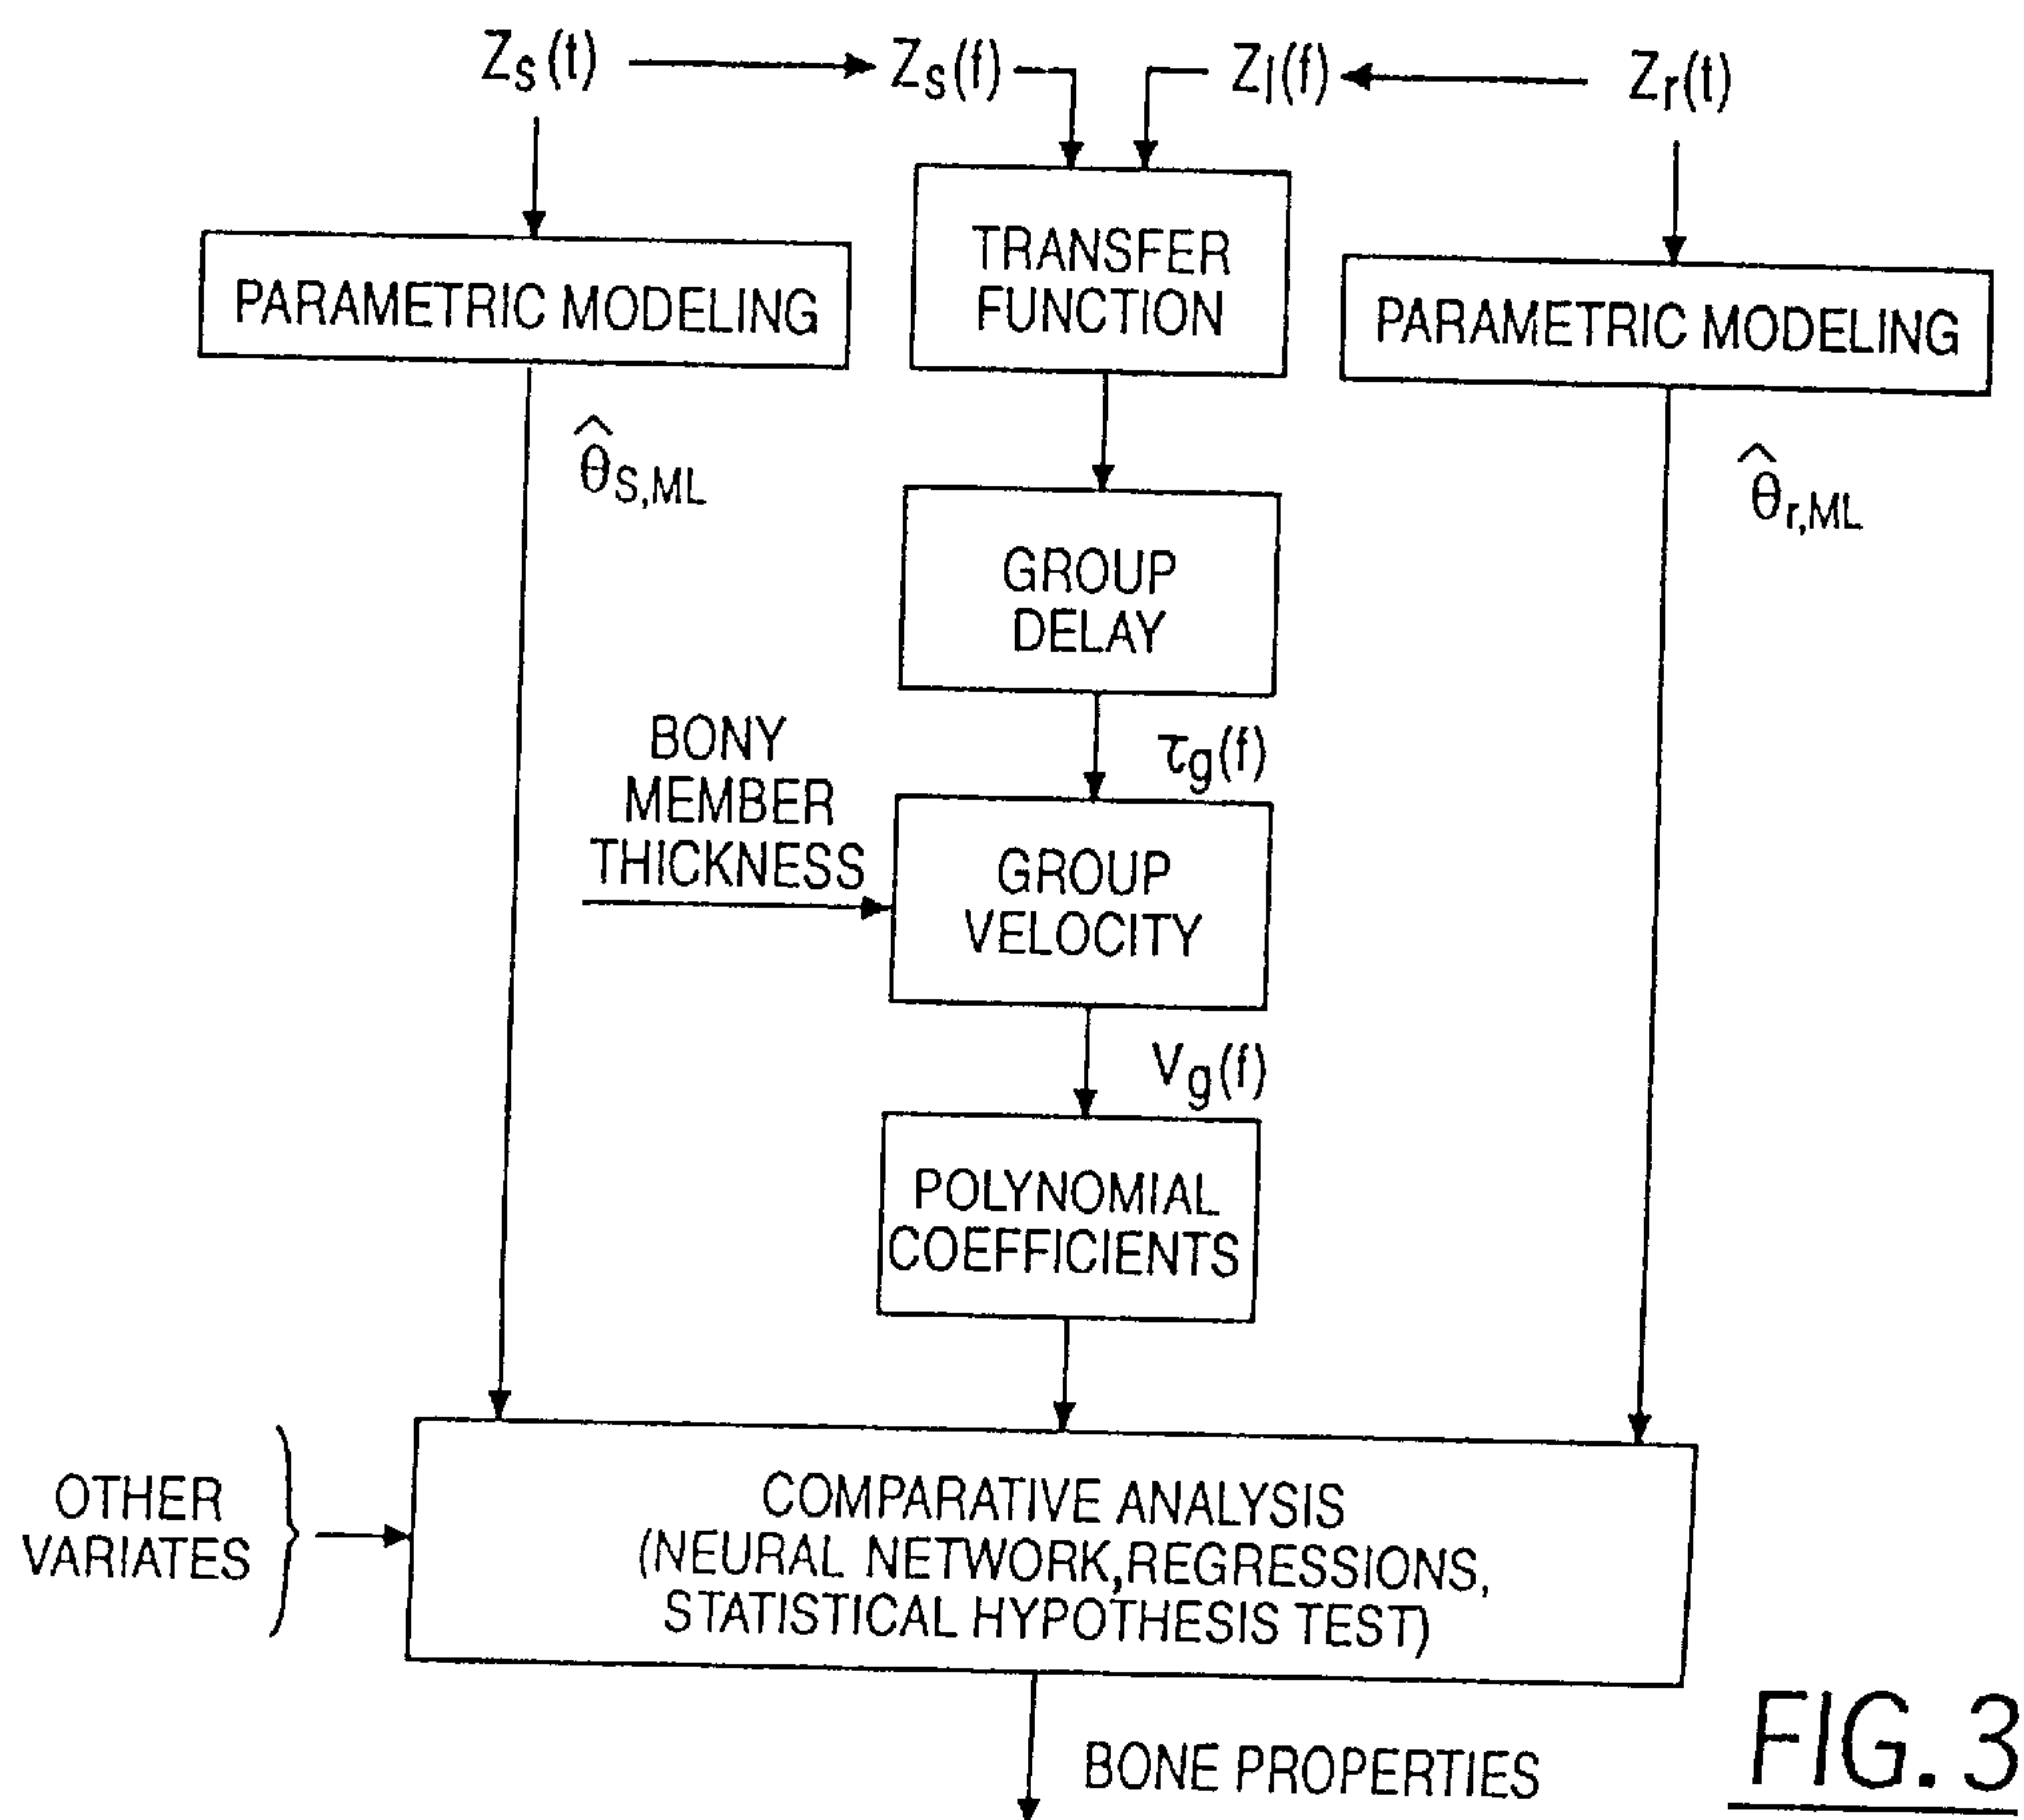 Zs(t) Zs(f) Zl(f) Zr(t)
PARAMETRIC MODELING
TRANSFER
FUNCTION
PARAMETRIC MODELING
θ̂S,ML
θ̂r,ML
GROUP
DELAY
τg(f)
BONY
MEMBER
THICKNESS
GROUP
VELOCITY
Vg(f)
POLYNOMIAL
COEFFICIENTS
OTHER
VARIATES
COMPARATIVE ANALYSIS
(NEURAL NETWORK,REGRESSIONS,
STATISTICAL HYPOTHESIS TEST)
BONE PROPERTIES
FIG. 3